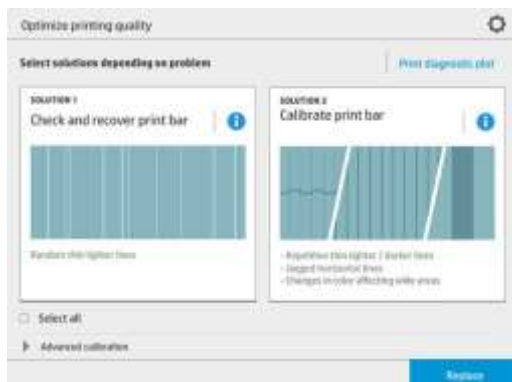 Optimize printing quality
Select solutions depending on problem
Print diagnostic plot
SOLUTION 1
Check and recover print bar
Random thin lighter lines
SOLUTION 2
Calibrate print bar
- Repetitive thin lighter / darker lines
- Jagged horizontal lines
- Changes in color affecting wide areas
Select all
Advanced calibration
Replace